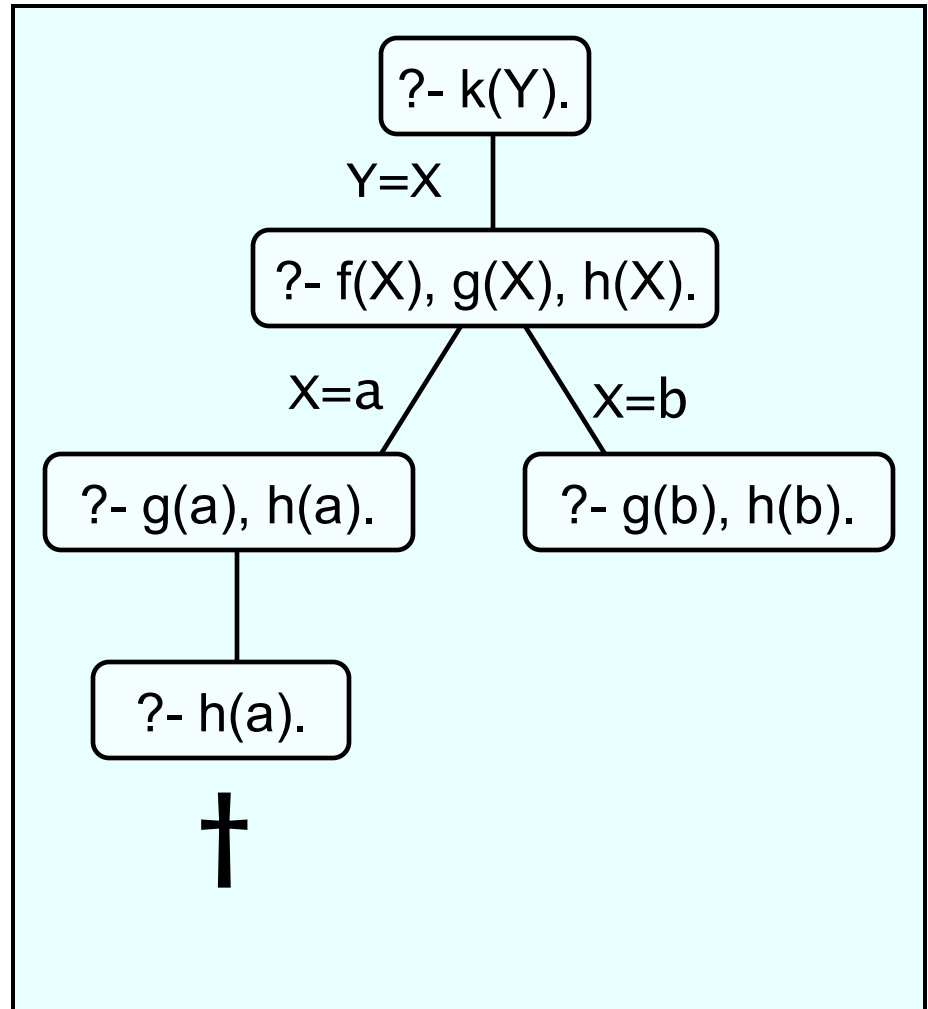 ?- k(Y).
Y=X
?- f(X), g(X), h(X).
X=a
X=b
?- g(a), h(a).
?- g(b), h(b).
?- h(a).
†